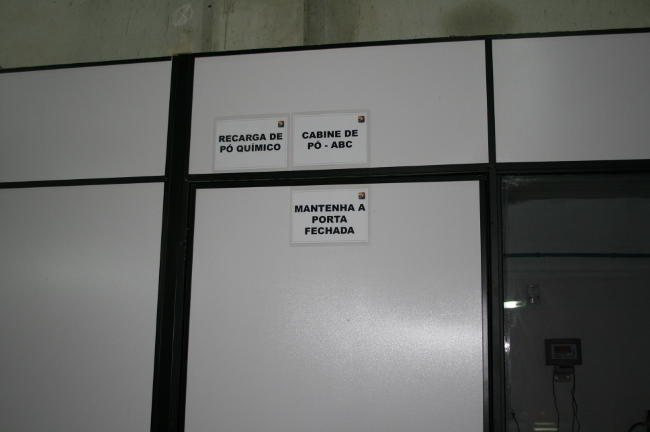 RECARGA DE
PÓ QUÍMICO
CABINE DE
PÓ - ABC
MANTENHA A
PORTA
FECHADA